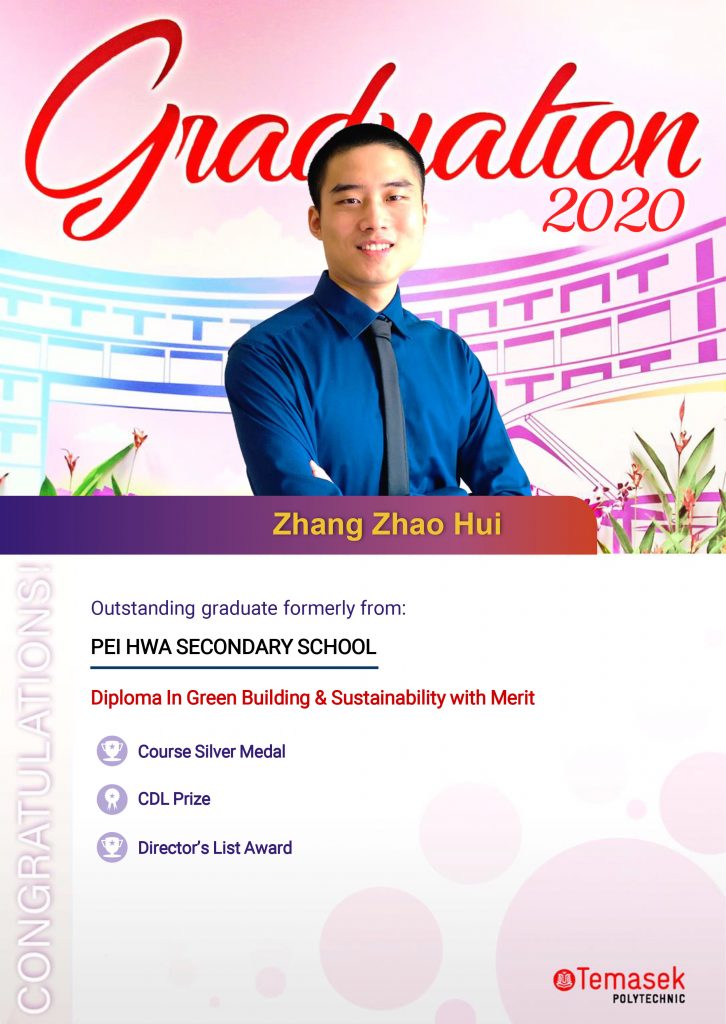 Graduation
2020
Zhang Zhao Hui
CONGRATULATIONS!
Outstanding graduate formerly from:
PEI HWA SECONDARY SCHOOL
Diploma In Green Building & Sustainability with Merit
Course Silver Medal
CDL Prize
Director's List Award
Temasek
POLYTECHNIC